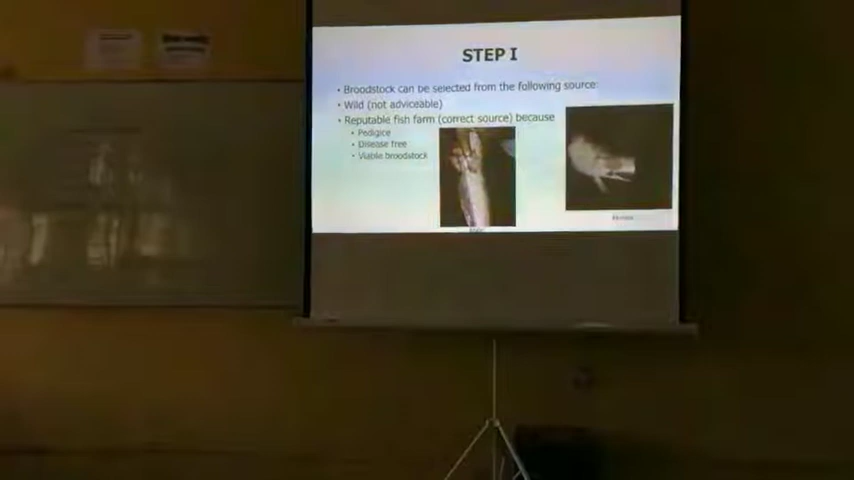 STEP I
• Broodstock can be selected from the following source:
• Wild (not adviceable)
• Reputable fish farm (correct source) because
• Pedigice
• Disease free
• Viable broodstock